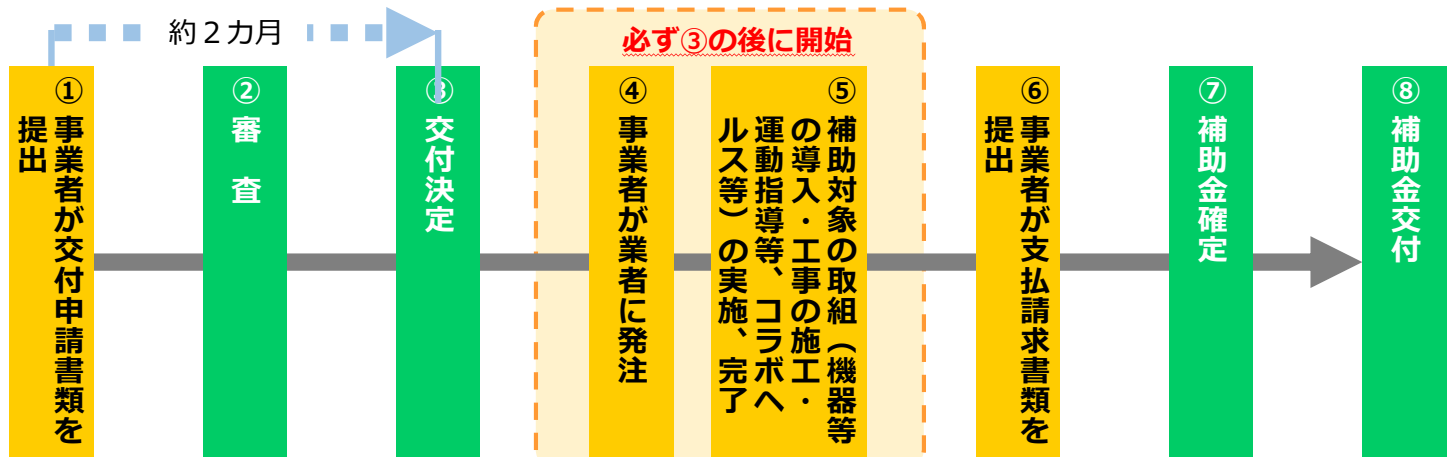 約２カ月
必ず③の後に開始
①
事業者が交付申請書類を
提出
②
審　査
③
交付決定
④
事業者が業者に発注
⑤
補助対象の取組（機器等
の導入・工事の施工・
運動指導等、コラボヘ
ルス等）の実施、完了
⑥
事業者が支払請求書類を
提出
⑦
補助金確定
⑧
補助金交付